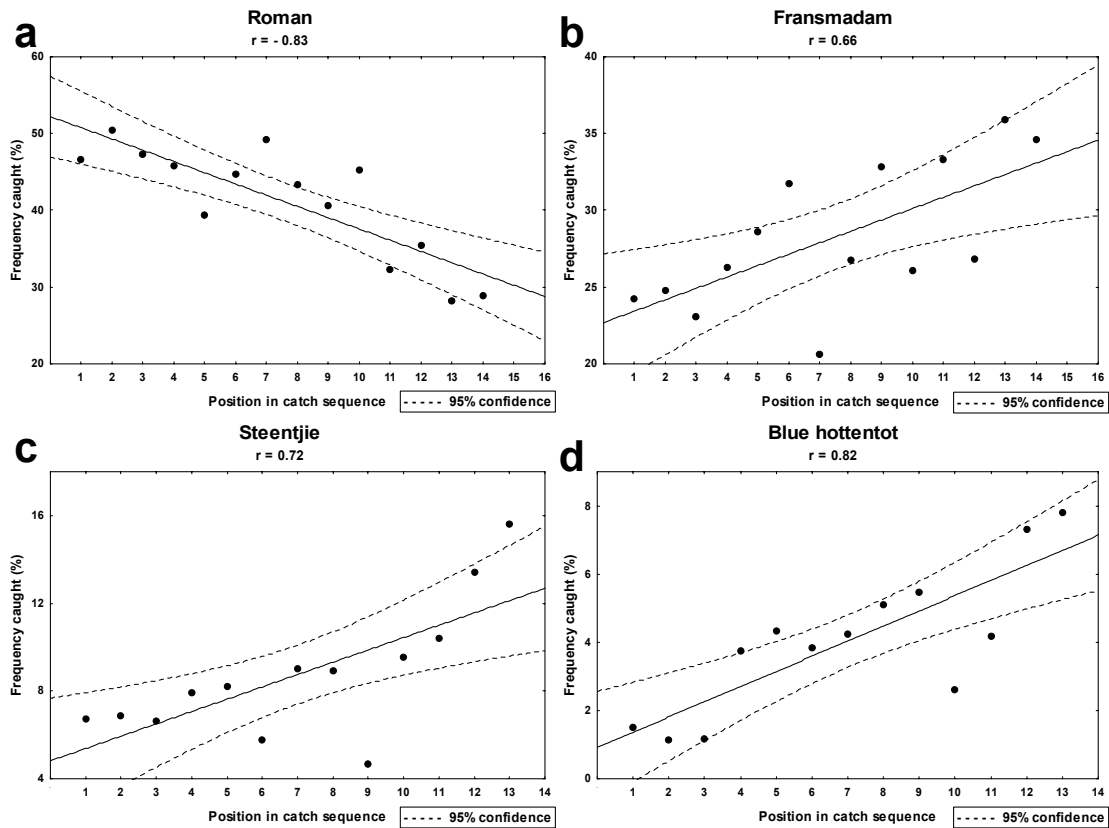 a
Roman
r = - 0.83
Frequency caught (%)
60
50
40
30
20
1 2 3 4 5 6 7 8 9 10 11 12 13 14 15 16
Position in catch sequence
95% confidence
b
Fransmadam
r = 0.66
Frequency caught (%)
40
35
30
25
20
1 2 3 4 5 6 7 8 9 10 11 12 13 14 15 16
Position in catch sequence
95% confidence
c
Steentjie
r = 0.72
Frequency caught (%)
16
12
8
4
1 2 3 4 5 6 7 8 9 10 11 12 13 14
Position in catch sequence
95% confidence
d
Blue hottentot
r = 0.82
Frequency caught (%)
8
6
4
2
0
1 2 3 4 5 6 7 8 9 10 11 12 13 14
Position in catch sequence
95% confidence